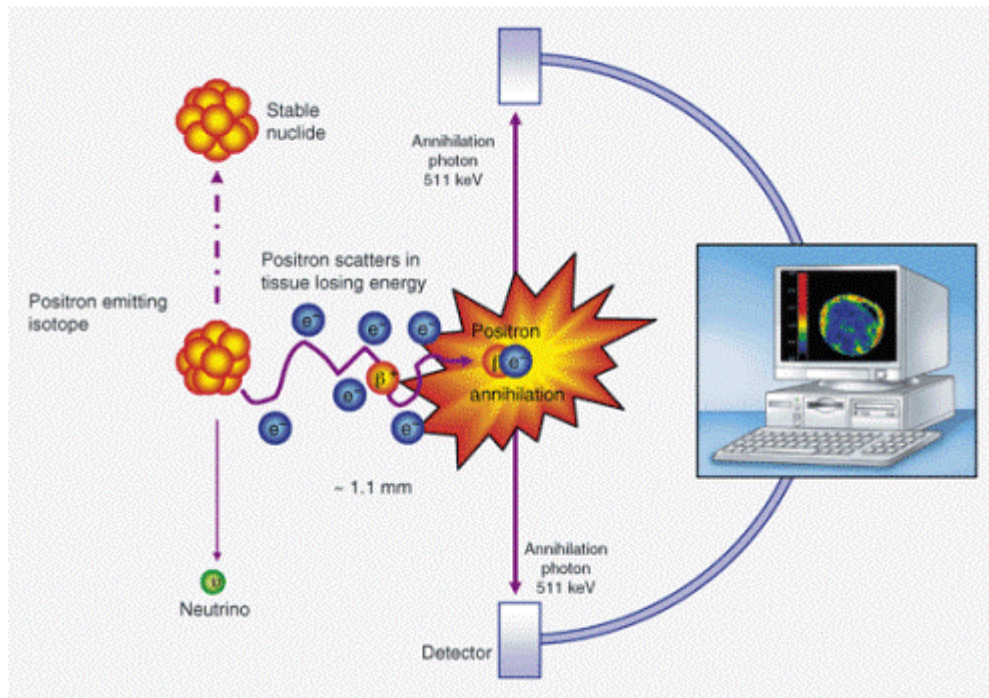 Stable
nuclide
Annihilation
photon
511 keV
Positron scatters in
tissue losing energy
Positron emitting
isotope
e⁻
e⁻
e⁻
Positron
β⁺
β
e⁻
e⁻
annihilation
e⁻
e⁻
~ 1.1 mm
Annihilation
photon
511 keV
ν
Neutrino
Detector